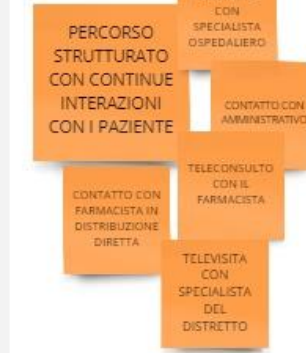 CON
SPECIALISTA
OSPEDALIERO
PERCORSO
STRUTTURATO
CON CONTINUE
INTERAZIONI
CON I PAZIENTE
CONTATTO CON
AMMINISTRATIVO
TELECONSULTO
CON IL
FARMACISTA
CONTATTO CON
FARMACISTA IN
DISTRIBUZIONE
DIRETTA
TELEVISITA
CON
SPECIALISTA
DEL
DISTRETTO